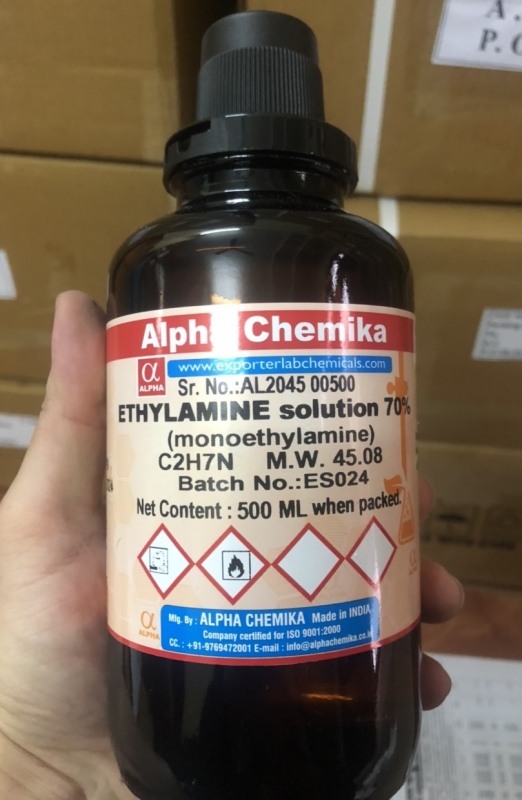 A.
P. O
Alpha Chemika
α
ALPHA
www.exporterlabchemicals.com
Sr. No.:AL2045 00500
ETHYLAMINE solution 70%
(monoethylamine)
C2H7N M.W. 45.08
Batch No.:ES024
Net Content : 500 ML when packed.
α
ALPHA
Mfg. By : ALPHA CHEMIKA Made in INDIA
Company certified for ISO 9001:2000
CC. : +91-9769472001 E-mail : info@alphachemika.co.in